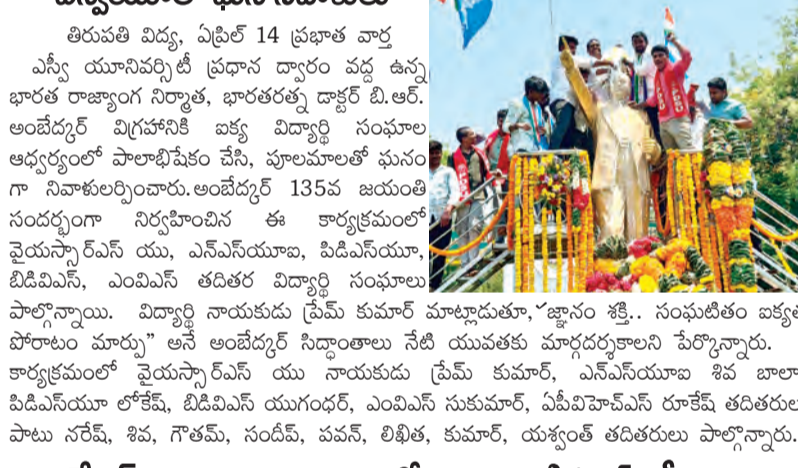 తిరుపతి విద్య, ఏప్రిల్ 14 ప్రభాత వార్త
ఎస్వీ యూనివర్సిటీ ప్రధాన ద్వారం వద్ద ఉన్న
భారత రాజ్యాంగ నిర్మాత, భారతరత్న డాక్టర్ బి.ఆర్.
అంబేద్కర్ విగ్రహానికి ఐక్య విద్యార్థి సంఘాల
ఆధ్వర్యంలో పాలాభిషేకం చేసి, పూలమాలతో ఘనం
గా నివాళులర్పించారు.అంబేద్కర్ 135వ జయంతి
సందర్భంగా నిర్వహించిన ఈ కార్యక్రమంలో
వైయస్సార్ఎస్ యు, ఎన్ఎస్‌యూఐ, పిడిఎస్‌యూ,
బిడివిఎస్, ఎంవిఎస్ తదితర విద్యార్థి సంఘాలు
పాల్గొన్నాయి. విద్యార్థి నాయకుడు ప్రేమ్ కుమార్ మాట్లాడుతూ,"జ్ఞానం శక్తి.. సంఘటితం
పోరాటం మార్పు" అనే అంబేద్కర్ సిద్ధాంతాలు నేటి యువతకు మార్గదర్శకాలని పేర్కొన్నారు.
కార్యక్రమంలో వైయస్సార్ఎస్ యు నాయకుడు ప్రేమ్ కుమార్, ఎన్ఎస్‌యూఐ శివ
పిడిఎస్‌యూ లోకేష్, బిడివిఎస్ యుగంధర్, ఎంవిఎస్ సుకుమార్, ఏపీవిహెచ్ఎస్ రూకేష్
పాటు నరేష్, శివ, గౌతమ్, సందీప్, పవన్, లిఖిత, కుమార్, యశ్వంత్ తదితరులు పాల్గొన్నారు.